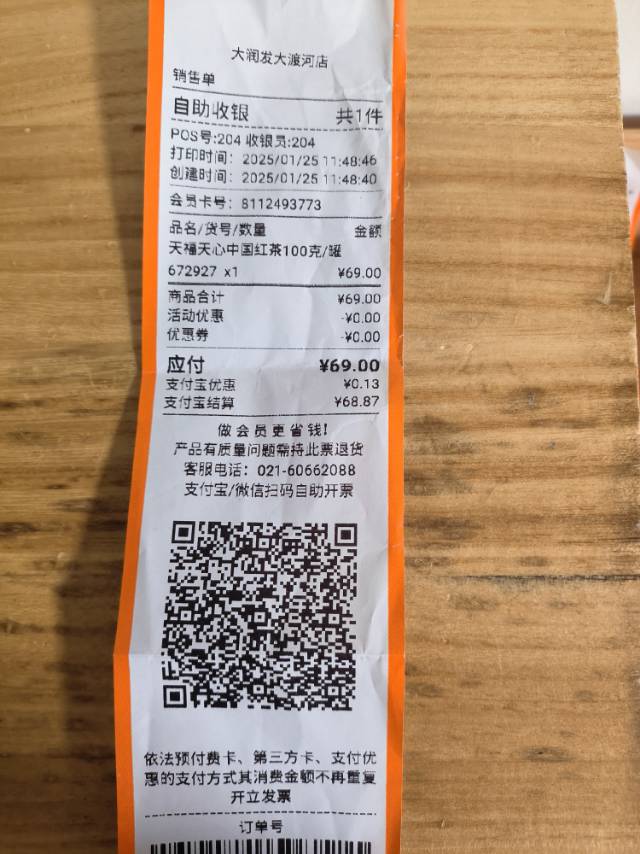 大润发大渡河店
销售单
自助收银 共1件
POS号:204 收银员:204
打印时间: 2025/01/25 11:48:46
创建时间: 2025/01/25 11:48:40
会员卡号: 8112493773
品名/货号/数量 金额
天福天心中国红茶100克/罐
672927 x1 ¥69.00
商品合计 ¥69.00
活动优惠 -¥0.00
优惠券 -¥0.00
应付 ¥69.00
支付宝优惠 ¥0.13
支付宝结算 ¥68.87
做会员更省钱!
产品有质量问题需持此票退货
客服电话: 021-60662088
支付宝/微信扫码自助开票
依法预付费卡、第三方卡、支付优
惠的支付方式其消费金额不再重复
开立发票
订单号